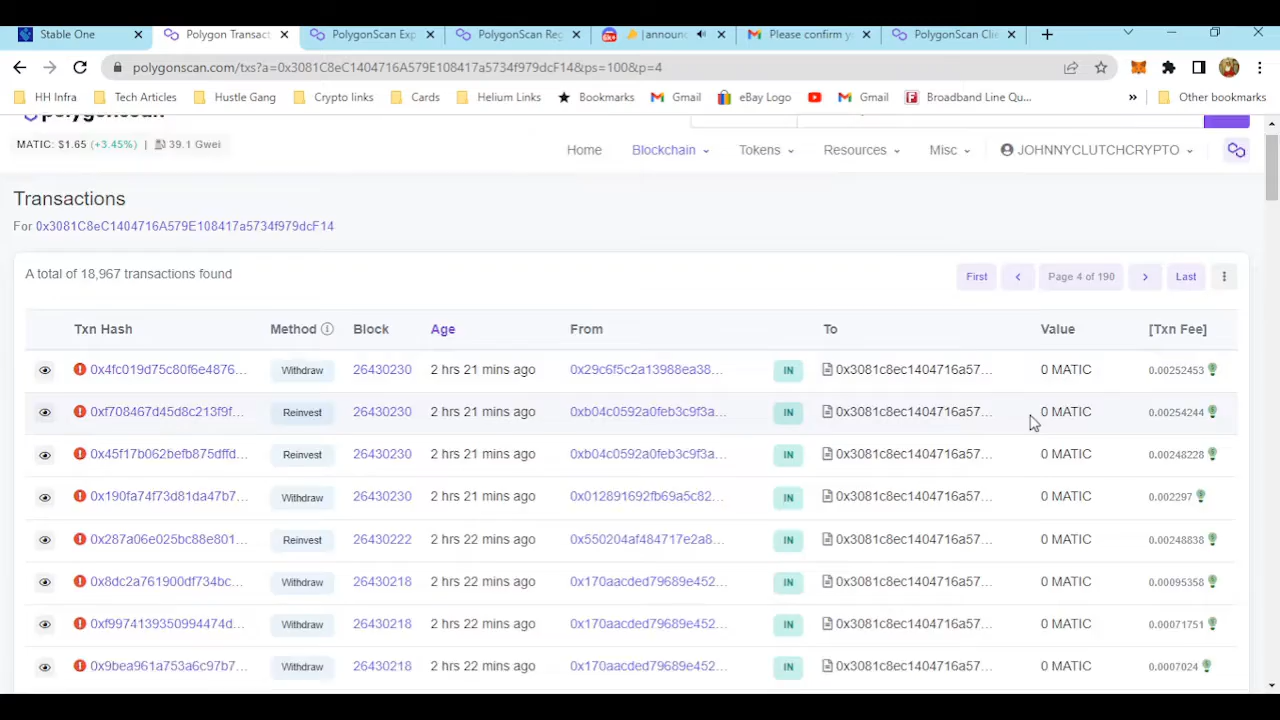 Stable One
Polygon Transact
PolygonScan Exp
PolygonScan Reg
|announc
Please confirm y
PolygonScan Clie
polygonscan.com/txs?a=0x3081C8eC1404716A579E108417a5734f979dcF14&ps=100&p=4
HH Infra
Tech Articles
Hustle Gang
Crypto links
Cards
Helium Links
Bookmarks
Gmail
eBay Logo
Gmail
Broadband Line Qu...
»
Other bookmarks
polygonscan
MATIC: $1.65 (+3.45%) | 39.1 Gwei
Home
Blockchain
Tokens
Resources
Misc
JOHNNYCLUTCHCRYPTO
Transactions
For 0x3081C8eC1404716A579E108417a5734f979dcF14
A total of 18,967 transactions found
First
Page 4 of 190
Last
Txn Hash Method Block Age From To Value [Txn Fee]
0x4fc019d75c80f6e4876... Withdraw 26430230 2 hrs 21 mins ago 0x29c6f5c2a13988ea38... IN 0x3081c8ec1404716a57... 0 MATIC 0.00252453
0xf708467d45d8c213f9f... Reinvest 26430230 2 hrs 21 mins ago 0xb04c0592a0feb3c9f3a... IN 0x3081c8ec1404716a57... 0 MATIC 0.00254244
0x45f17b062befb875dffd... Reinvest 26430230 2 hrs 21 mins ago 0xb04c0592a0feb3c9f3a... IN 0x3081c8ec1404716a57... 0 MATIC 0.00248228
0x190fa74f73d81da47b7... Withdraw 26430230 2 hrs 21 mins ago 0x012891692fb69a5c82... IN 0x3081c8ec1404716a57... 0 MATIC 0.002297
0x287a06e025bc88e801... Reinvest 26430222 2 hrs 22 mins ago 0x550204af484717e2a8... IN 0x3081c8ec1404716a57... 0 MATIC 0.00248838
0x8dc2a761900df734bc... Withdraw 26430218 2 hrs 22 mins ago 0x170aacded79689e452... IN 0x3081c8ec1404716a57... 0 MATIC 0.00095358
0xf9974139350994474d... Withdraw 26430218 2 hrs 22 mins ago 0x170aacded79689e452... IN 0x3081c8ec1404716a57... 0 MATIC 0.00071751
0x9bea961a753a6c97b7... Withdraw 26430218 2 hrs 22 mins ago 0x170aacded79689e452... IN 0x3081c8ec1404716a57... 0 MATIC 0.0007024